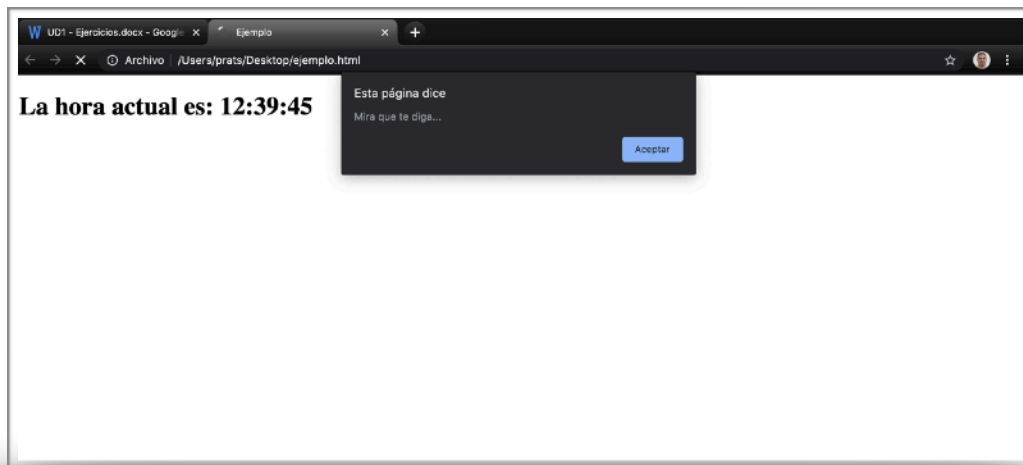 UD1 - Ejercicios.docx - Google
Ejemplo
Archivo /Users/prats/Desktop/ejemplo.html
La hora actual es: 12:39:45
Esta página dice
Mira que te diga...
Aceptar